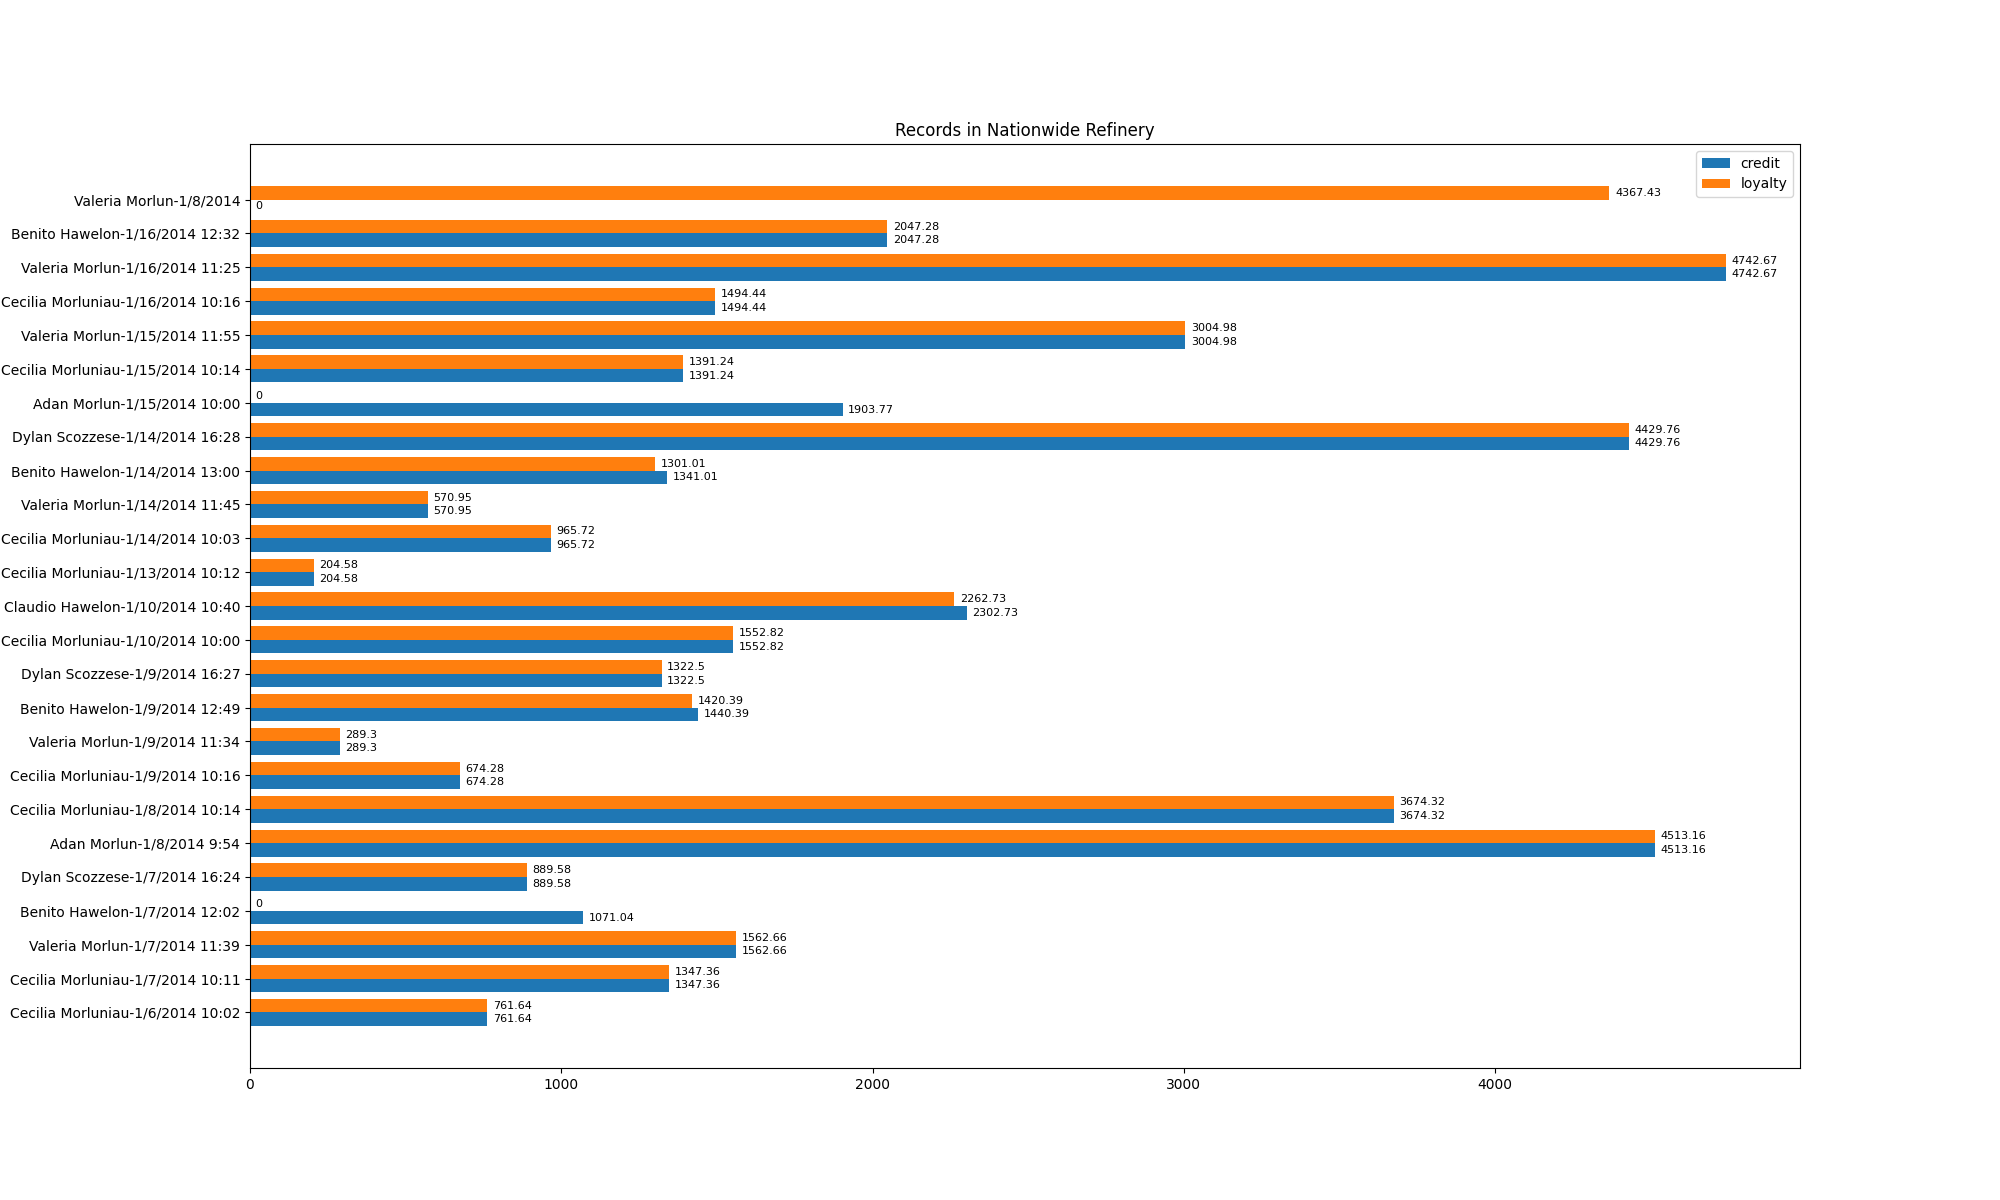 Records in Nationwide Refinery
credit
loyalty
Valeria Morlun-1/8/2014
4367.43
0
Benito Hawelon-1/16/2014 12:32
2047.28
2047.28
Valeria Morlun-1/16/2014 11:25
4742.67
4742.67
Cecilia Morluniau-1/16/2014 10:16
1494.44
1494.44
Valeria Morlun-1/15/2014 11:55
3004.98
3004.98
Cecilia Morluniau-1/15/2014 10:14
1391.24
1391.24
Adan Morlun-1/15/2014 10:00
0
1903.77
Dylan Scozzese-1/14/2014 16:28
4429.76
4429.76
Benito Hawelon-1/14/2014 13:00
1301.01
1341.01
Valeria Morlun-1/14/2014 11:45
570.95
570.95
Cecilia Morluniau-1/14/2014 10:03
965.72
965.72
Cecilia Morluniau-1/13/2014 10:12
204.58
204.58
Claudio Hawelon-1/10/2014 10:40
2262.73
2302.73
Cecilia Morluniau-1/10/2014 10:00
1552.82
1552.82
Dylan Scozzese-1/9/2014 16:27
1322.5
1322.5
Benito Hawelon-1/9/2014 12:49
1420.39
1440.39
Valeria Morlun-1/9/2014 11:34
289.3
289.3
Cecilia Morluniau-1/9/2014 10:16
674.28
674.28
Cecilia Morluniau-1/8/2014 10:14
3674.32
3674.32
Adan Morlun-1/8/2014 9:54
4513.16
4513.16
Dylan Scozzese-1/7/2014 16:24
889.58
889.58
Benito Hawelon-1/7/2014 12:02
0
1071.04
Valeria Morlun-1/7/2014 11:39
1562.66
1562.66
Cecilia Morluniau-1/7/2014 10:11
1347.36
1347.36
Cecilia Morluniau-1/6/2014 10:02
761.64
761.64
0 1000 2000 3000 4000